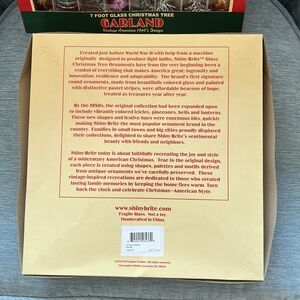 7 FOOT GLASS CHRISTMAS TREE
GARLAND
Vintage American 1940's Design
Created just before World War II with help from a machine
originally designed to produce light bulbs, Shiny-Brite™ Glass
Christmas Tree Ornaments have from the very beginning been a
symbol of everything that makes America great; ingenuity and
innovation, resilience and adaptability. The brand's first signature
round ornaments, made from beautifully colored glass and painted
with distinctive pastel stripes, were affordable beacons of hope,
treated as treasures year after year.
By the 1950s, the original collection had been expanded upon
to include vibrantly-colored icicles, pinecones, bells and lanterns.
These new shapes and festive hues were enormous hits, quickly
making Shiny-Brite the most popular ornament brand in the
country. Families in small towns and big cities proudly displayed
their collections, delighted to share Shiny-Brite's sentimental
beauty with friends and neighbors.
Shiny-Brite today is about faithfully recreating the joy and style
of a midcentury American Christmas. True to the original design,
each piece is created using shapes, palettes and motifs derived
from antique ornaments we've carefully preserved. These
vintage-inspired recreations are dedicated to those who created
lasting family memories by keeping the home fires warm. Turn
back the clock and celebrate Christmas—American Style.
www.shinybrite.com
Fragile Glass. Not a toy
Handcrafted in China